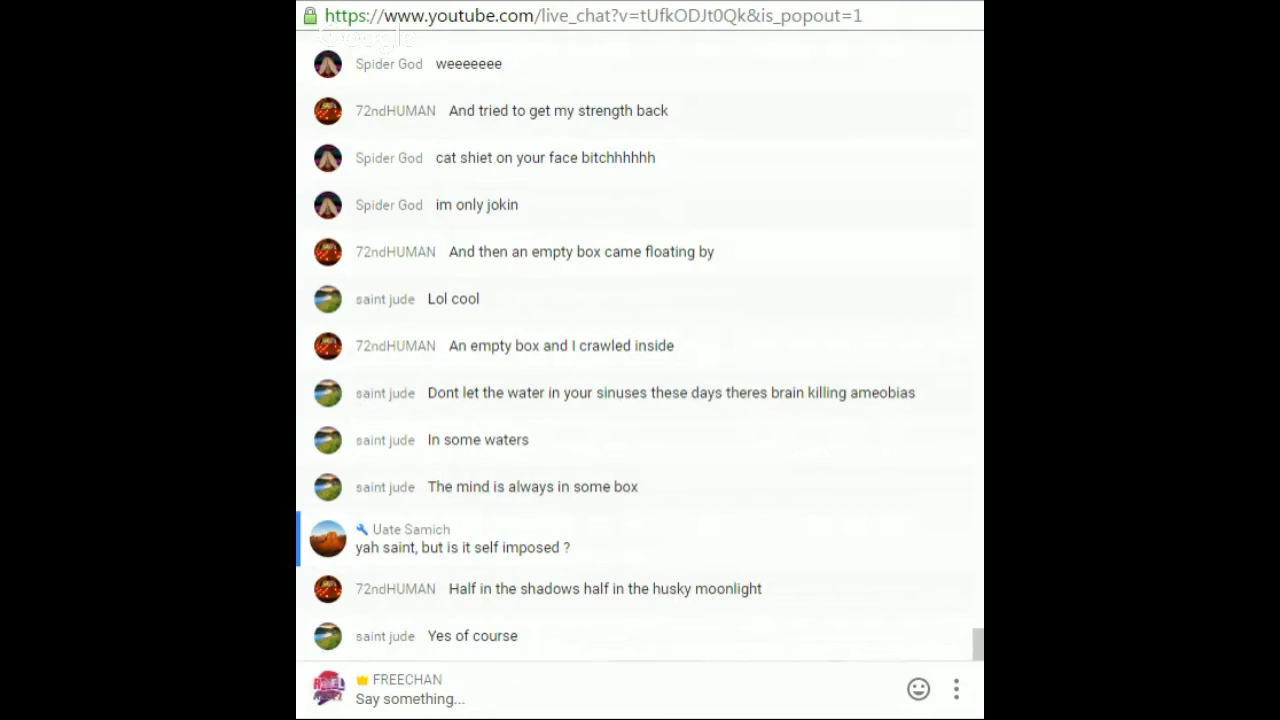 https://www.youtube.com/live_chat?v=tUfkODJt0Qk&is_popout=1
Google
Spider God weeeeeee
72ndHUMAN And tried to get my strength back
Spider God cat shiet on your face bitchhhhhh
Spider God im only jokin
72ndHUMAN And then an empty box came floating by
saint jude Lol cool
72ndHUMAN An empty box and I crawled inside
saint jude Dont let the water in your sinuses these days theres brain killing ameobias
saint jude In some waters
saint jude The mind is always in some box
Uate Samich
yah saint, but is it self imposed ?
72ndHUMAN Half in the shadows half in the husky moonlight
saint jude Yes of course
FREECHAN
Say something...